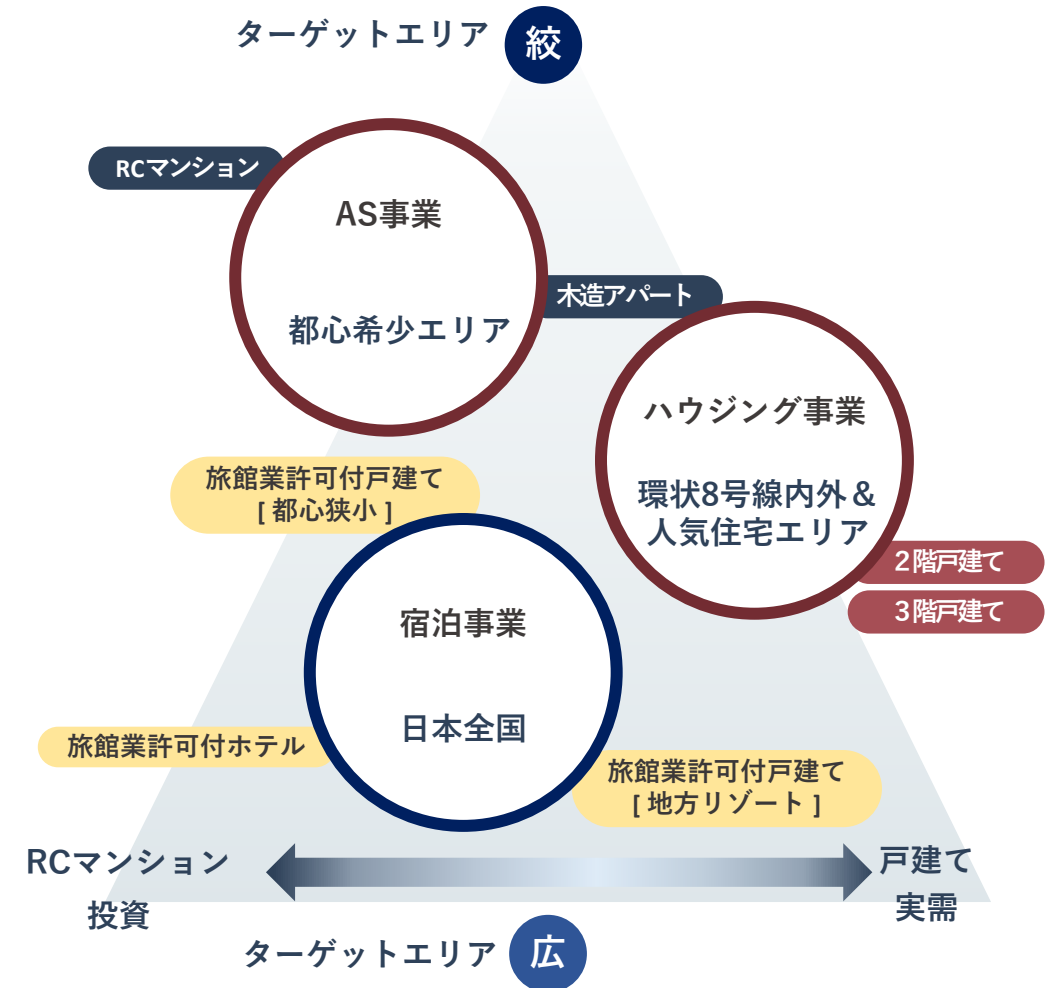 ターゲットエリア 絞
RCマンション
AS事業
都心希少エリア
木造アパート
ハウジング事業
環状8号線内外＆
人気住宅エリア
旅館業許可付戸建て
[ 都心狭小 ]
2階戸建て
3階戸建て
宿泊事業
日本全国
旅館業許可付ホテル
旅館業許可付戸建て
[ 地方リゾート ]
RCマンション
投資
戸建て
実需
ターゲットエリア 広